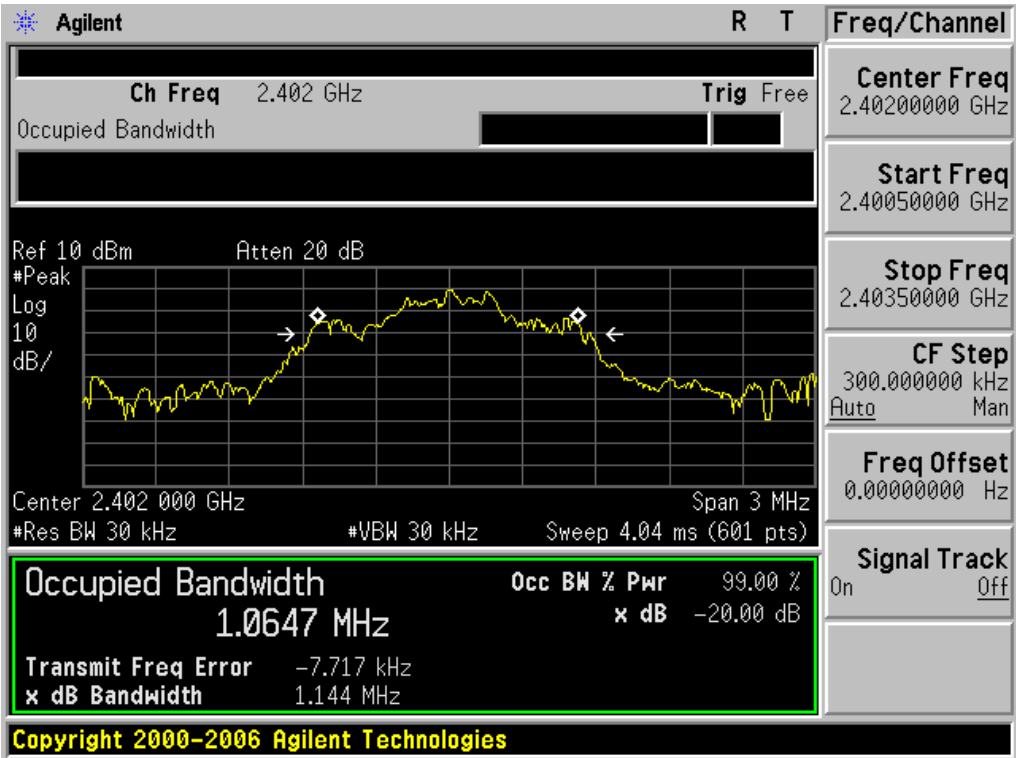 Agilent R T
Ch Freq 2.402 GHz Trig Free
Occupied Bandwidth
Ref 10 dBm Atten 20 dB
#Peak
Log
10
dB/
Center 2.402 000 GHz Span 3 MHz
#Res BW 30 kHz #VBW 30 kHz Sweep 4.04 ms (601 pts)
Occupied Bandwidth
1.0647 MHz
Occ BW % Pwr 99.00 %
x dB -20.00 dB
Transmit Freq Error -7.717 kHz
x dB Bandwidth 1.144 MHz
Copyright 2000-2006 Agilent Technologies
Freq/Channel
Center Freq
2.40200000 GHz
Start Freq
2.40050000 GHz
Stop Freq
2.40350000 GHz
CF Step
300.000000 kHz
Auto Man
Freq Offset
0.00000000 Hz
Signal Track
On Off